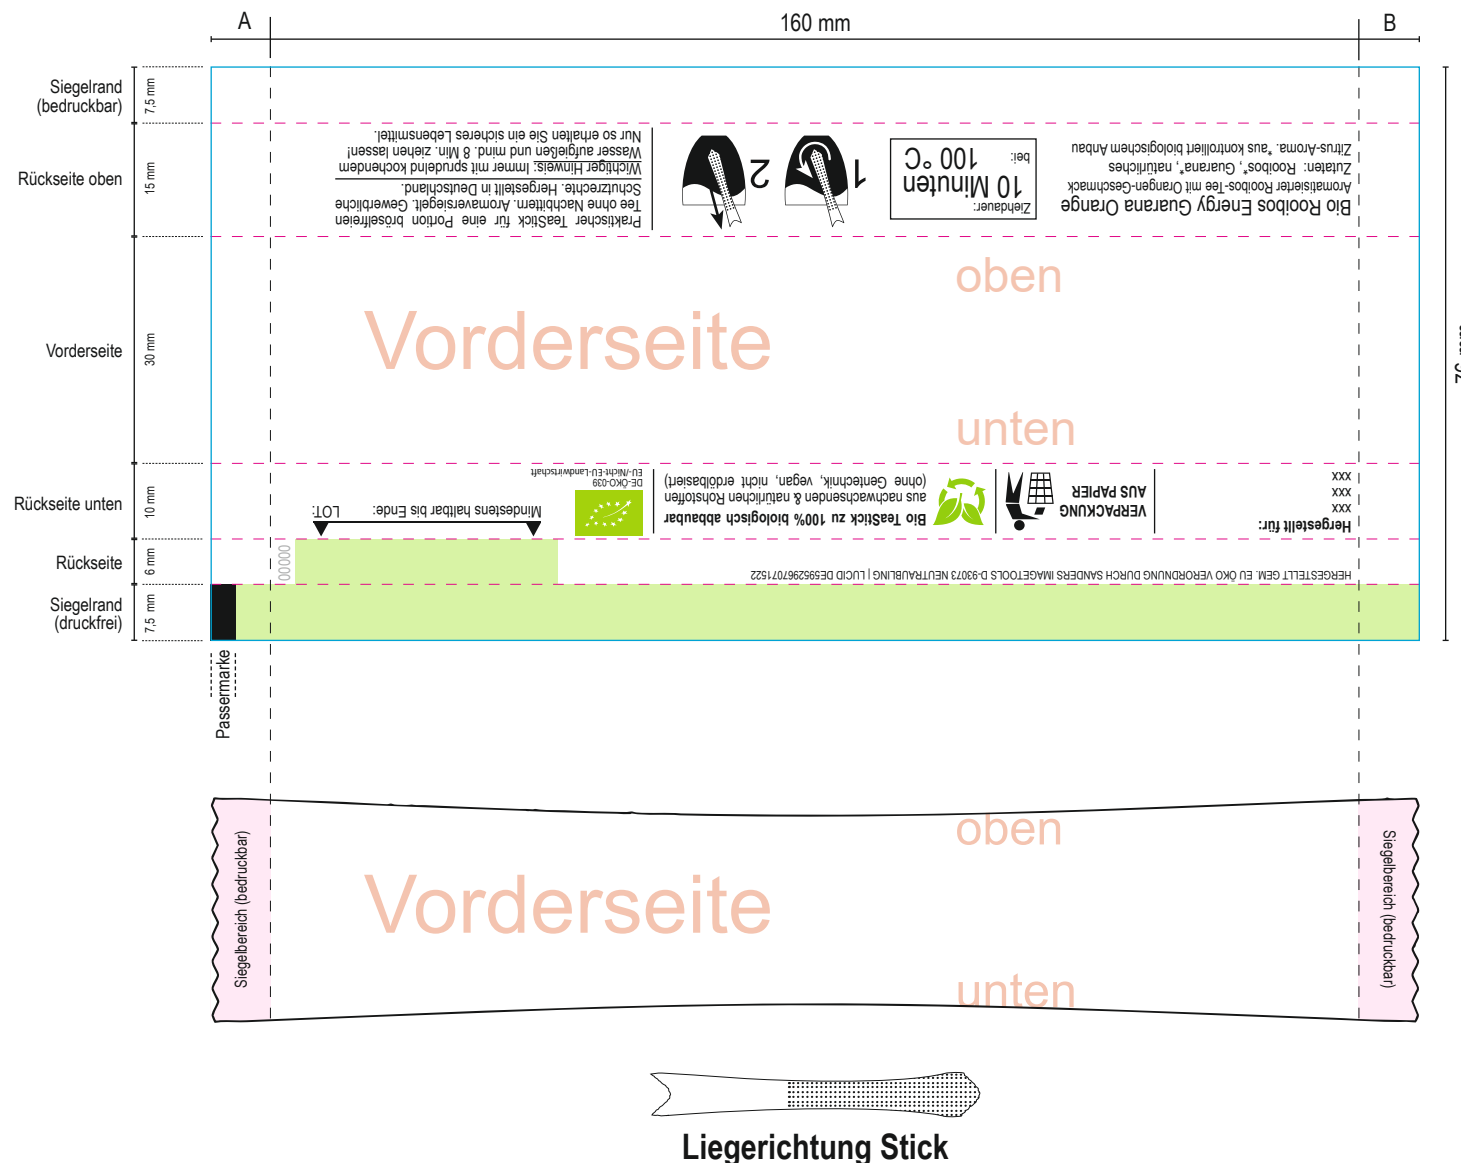 A
160 mm
B
Siegelrand
(bedruckbar)
7,5 mm
Rückseite oben
15 mm
Bio Rooibos Energy Guarana Orange
Aromatisierter Rooibos-Tee mit Orangen-Geschmack
Zutaten: Rooibos*, Guarana*, natürliches
Zitrus-Aroma. *aus kontrolliert biologischem Anbau
Ziehdauer:
10 Minuten
bei: 100 °C
1
2
Praktischer TeaStick für eine Portion bröselfreien
Tee ohne Nachbittern. Aromaversiegelt. Gewerbliche
Schutzrechte. Hergestellt in Deutschland.
Wichtiger Hinweis: Immer mit sprudelnd kochendem
Wasser aufgießen und mind. 8 Min. ziehen lassen!
Nur so erhalten Sie ein sicheres Lebensmittel.
Vorderseite
30 mm
oben
Vorderseite
unten
Rückseite unten
10 mm
Hergestellt für:
xxx
xxx
xxx
VERPACKUNG
AUS PAPIER
Bio TeaStick zu 100% biologisch abbaubar
aus nachwachsenden & natürlichen Rohstoffen
(ohne Gentechnik, vegan, nicht erdölbasiert)
DE-ÖKO-039
EU-/Nicht-EU-Landwirtschaft
Mindestens haltbar bis Ende:
LOT:
Rückseite
6 mm
00000
HERGESTELLT GEM. EU ÖKO VERORDNUNG DURCH SANDERS IMAGETOOLS D-93073 NEUTRAUBLING | LUCID DE5952967071522
Siegelrand
(druckfrei)
7,5 mm
Passermarke
Siegelbereich (bedruckbar)
oben
Vorderseite
unten
Siegelbereich (bedruckbar)
Liegerichtung Stick